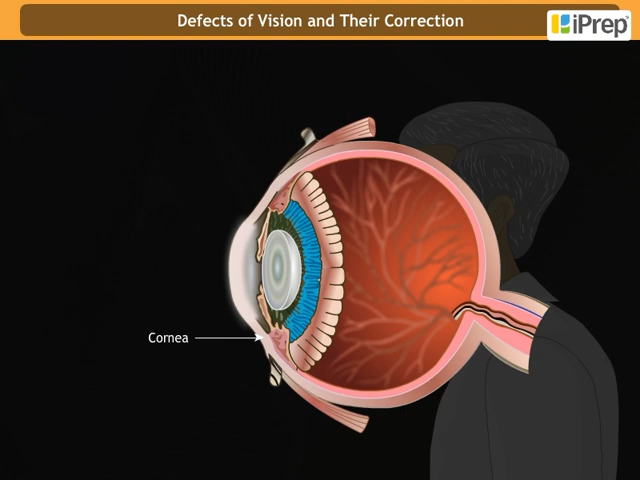 Defects of Vision and Their Correction
iPrep
Cornea